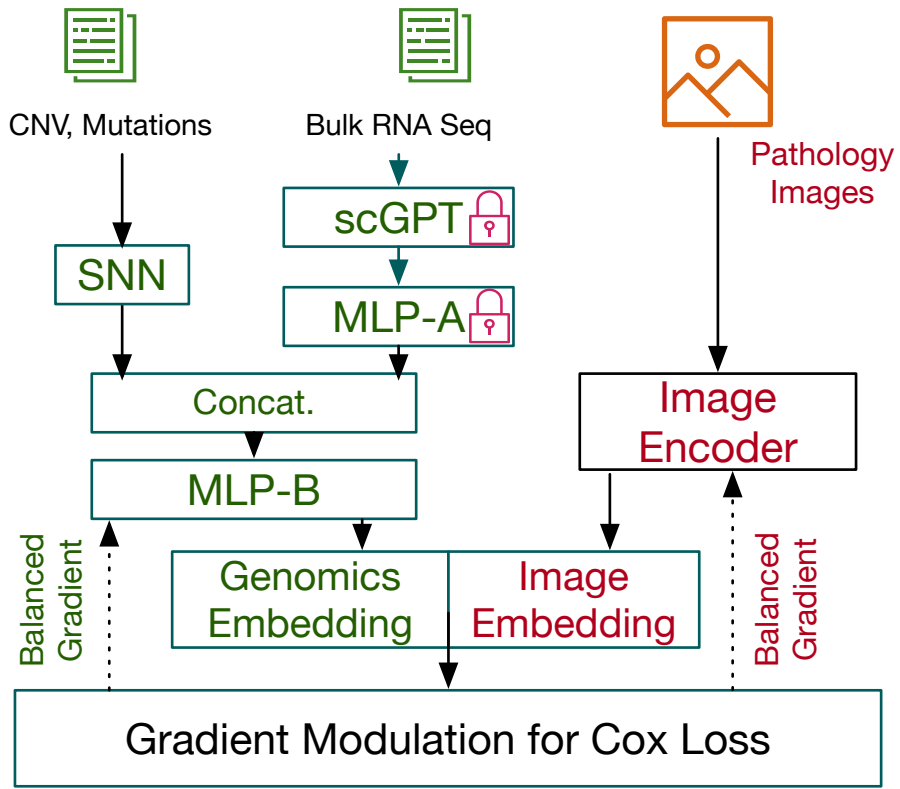 CNV, Mutations
Bulk RNA Seq
Pathology
Images
scGPT
SNN
MLP-A
Concat.
Image
Encoder
MLP-B
Balanced
Gradient
Genomics
Embedding
Image
Embedding
Balanced
Gradient
Gradient Modulation for Cox Loss